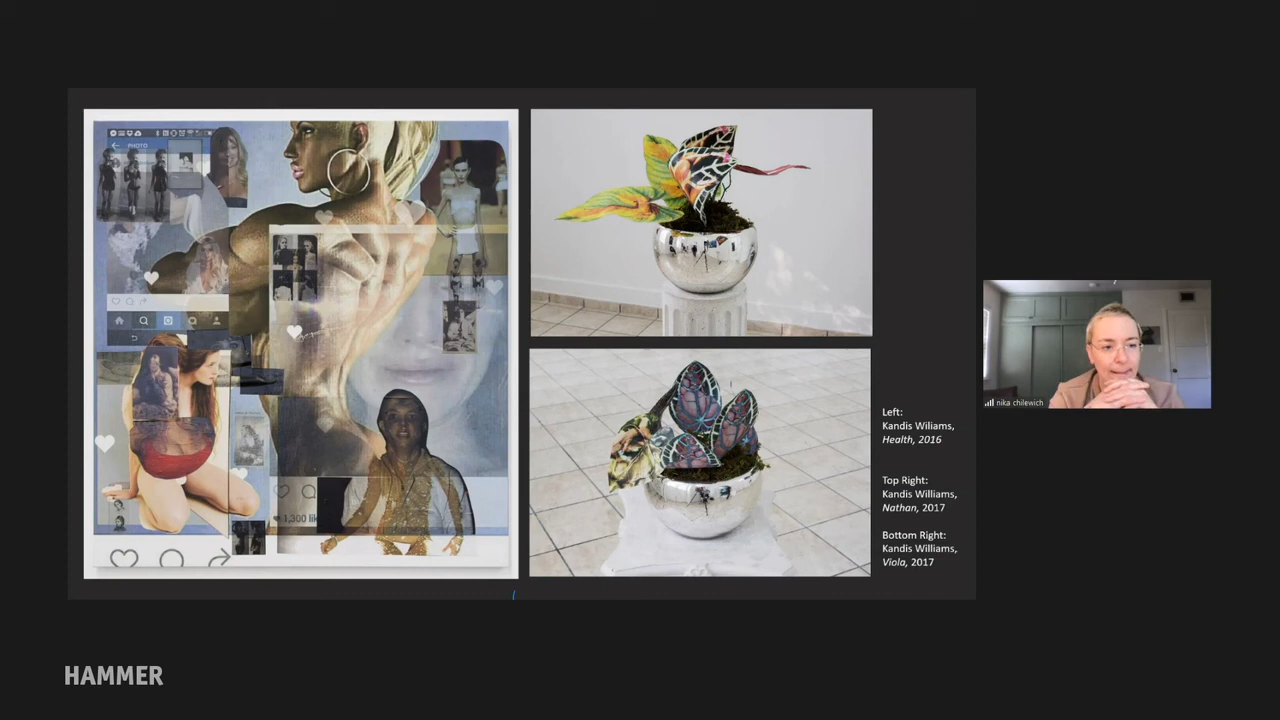 PHOTO
1,300 lik
Left:
Kandis Wiliams,
Health, 2016
Top Right:
Kandis Williams,
Nathan, 2017
Bottom Right:
Kandis Williams,
Viola, 2017
nika chilewich
HAMMER